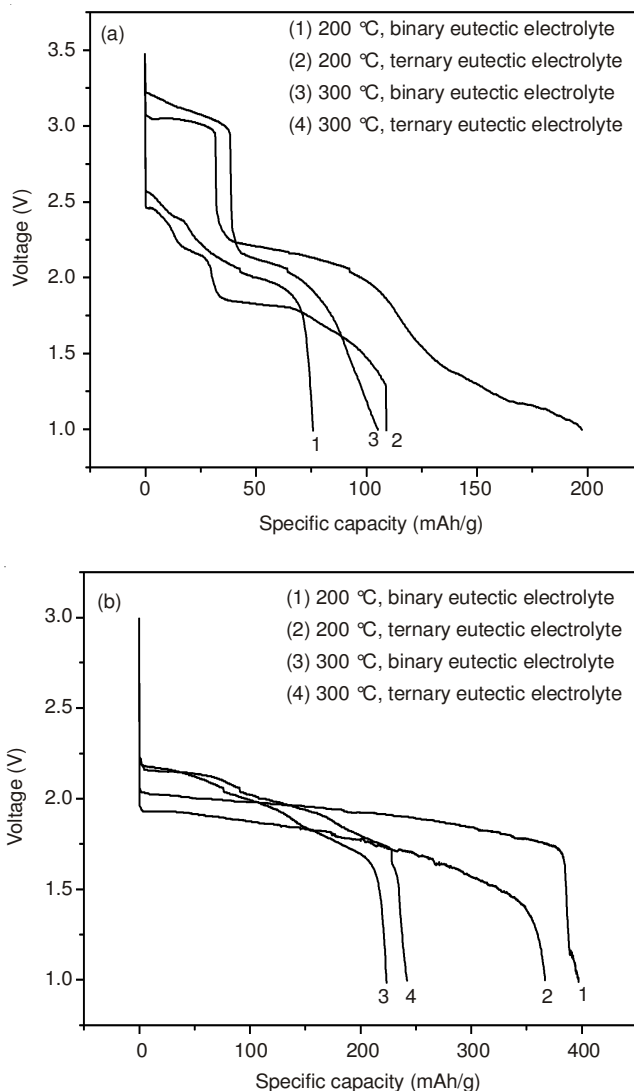 (a)
(1) 200 °C, binary eutectic electrolyte
(2) 200 °C, ternary eutectic electrolyte
(3) 300 °C, binary eutectic electrolyte
(4) 300 °C, ternary eutectic electrolyte
3.5
3.0
2.5
2.0
1.5
1.0
Voltage (V)
1
3
2
0
50
100
150
200
Specific capacity (mAh/g)
(b)
(1) 200 °C, binary eutectic electrolyte
(2) 200 °C, ternary eutectic electrolyte
(3) 300 °C, binary eutectic electrolyte
(4) 300 °C, ternary eutectic electrolyte
3.0
2.5
2.0
1.5
1.0
Voltage (V)
3
4
2
1
0
100
200
300
400
Specific capacity (mAh/g)